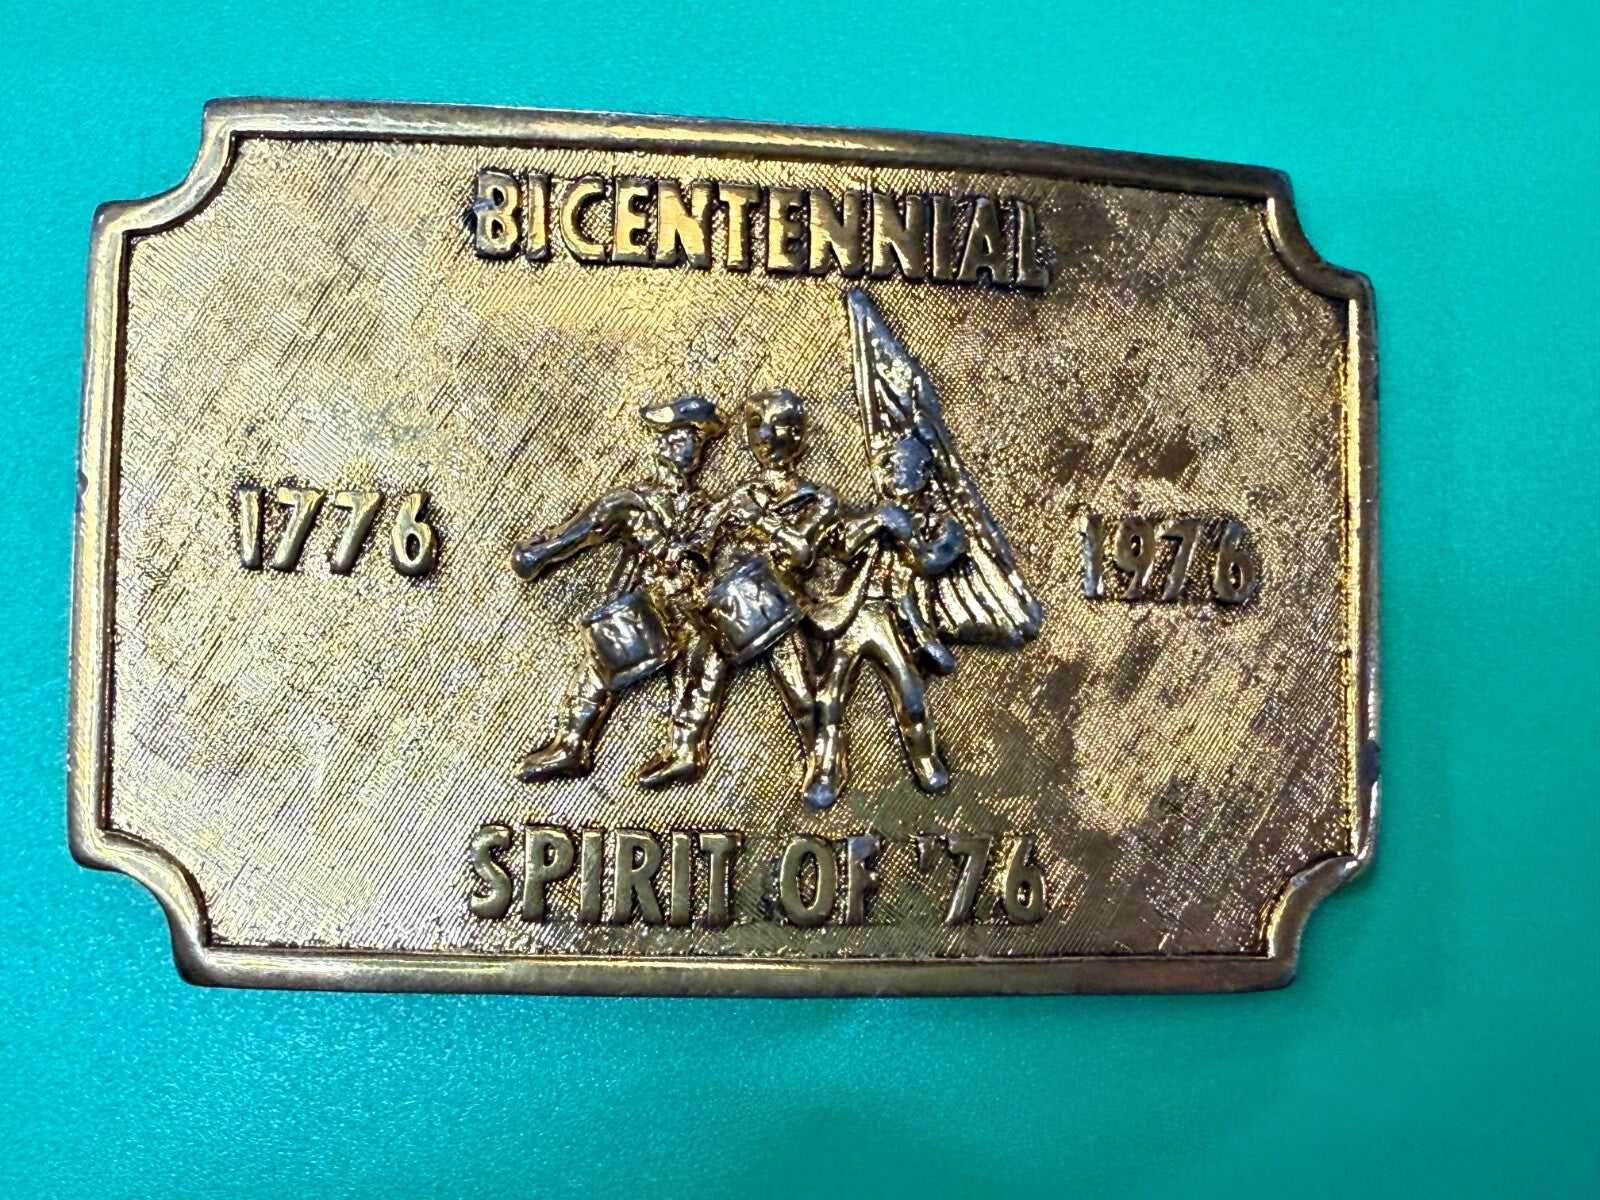 BICENTENNIAL
1776 1976
SPIRIT OF '76